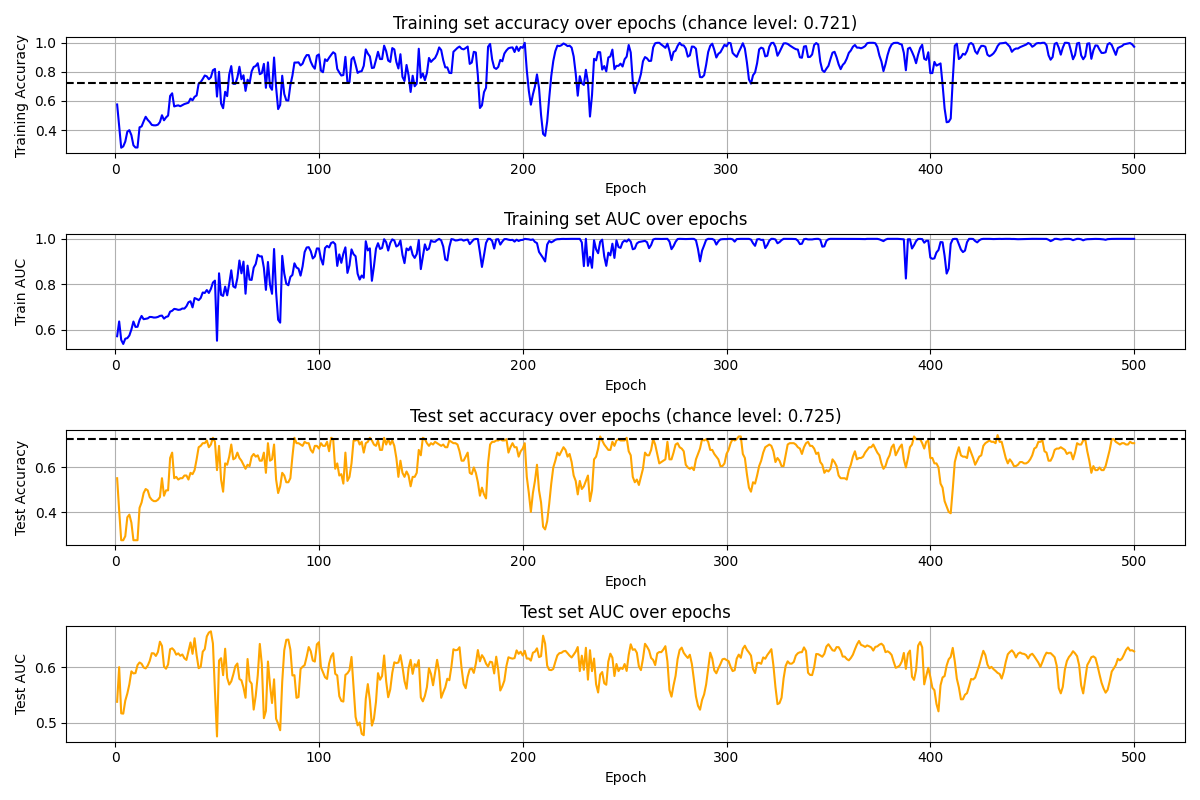 Training set accuracy over epochs (chance level: 0.721)
Training Accuracy
1.0
0.8
0.6
0.4
0 100 200 300 400 500
Epoch
Training set AUC over epochs
Train AUC
1.0
0.8
0.6
0 100 200 300 400 500
Epoch
Test set accuracy over epochs (chance level: 0.725)
Test Accuracy
0.6
0.4
0 100 200 300 400 500
Epoch
Test set AUC over epochs
Test AUC
0.6
0.5
0 100 200 300 400 500
Epoch